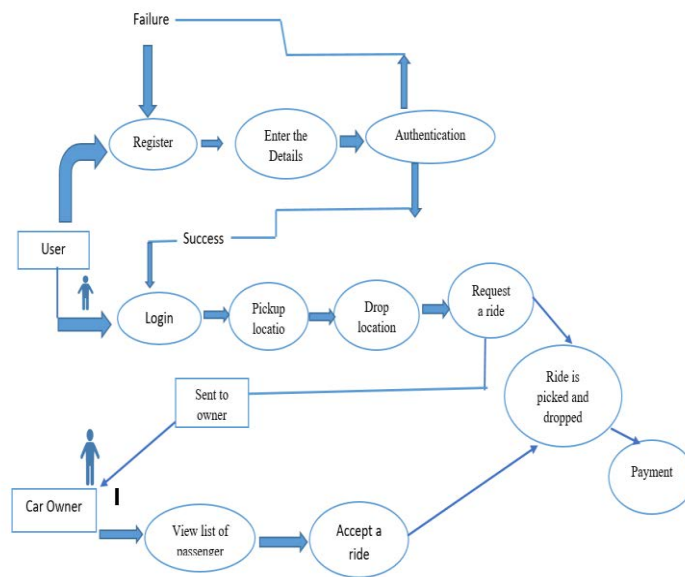 Failure
Register
Enter the
Details
Authentication
User
Success
Login
Pickup
locatio
Drop
location
Request
a ride
Sent to
owner
Ride is
picked and
dropped
Payment
Car Owner
View list of
passenger
Accept a
ride